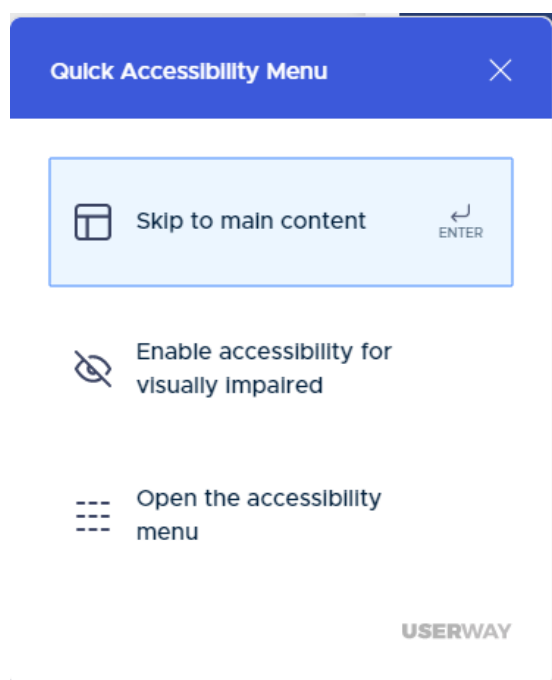 Quick Accessibility Menu
Skip to main content
ENTER
Enable accessibility for
visually impaired
Open the accessibility
menu
USERWAY